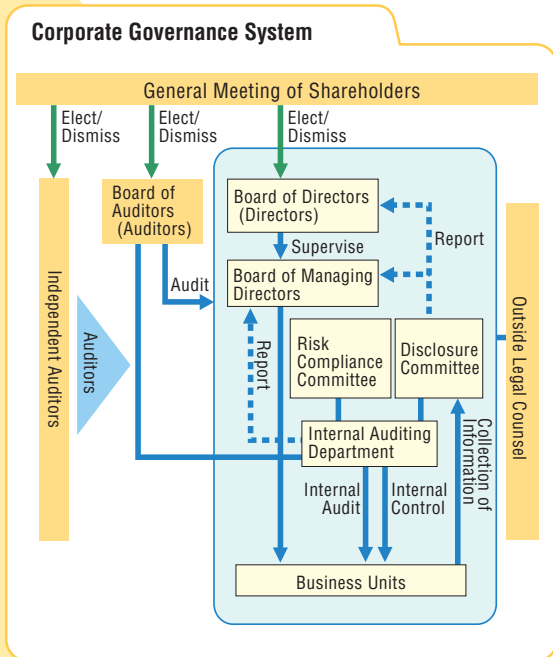 Corporate Governance System
General Meeting of Shareholders
Elect/
Dismiss
Elect/
Dismiss
Elect/
Dismiss
Board of
Auditors
(Auditors)
Board of Directors
(Directors)
Supervise
Report
Audit
Board of Managing
Directors
Independent Auditors
Auditors
Report
Risk
Compliance
Committee
Disclosure
Committee
Outside Legal Counsel
Internal Auditing
Department
Collection of
Information
Internal
Audit
Internal
Control
Business Units